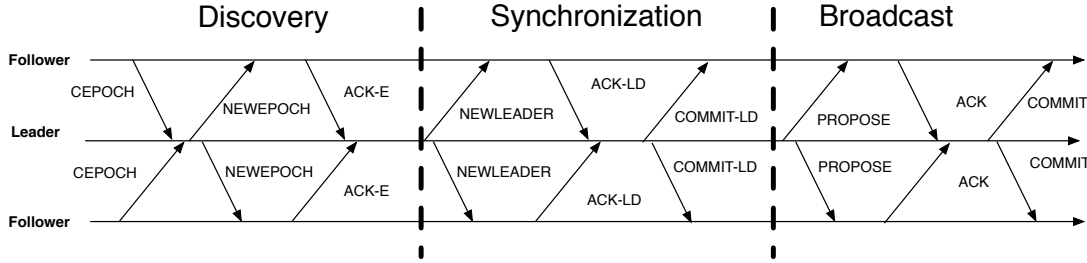 Discovery
Synchronization
Broadcast
Follower
CEPOCH
NEWEPOCH
ACK-E
NEWLEADER
ACK-LD
COMMIT-LD
PROPOSE
ACK
COMMIT
Leader
CEPOCH
NEWEPOCH
ACK-E
NEWLEADER
ACK-LD
COMMIT-LD
PROPOSE
ACK
COMMIT
Follower